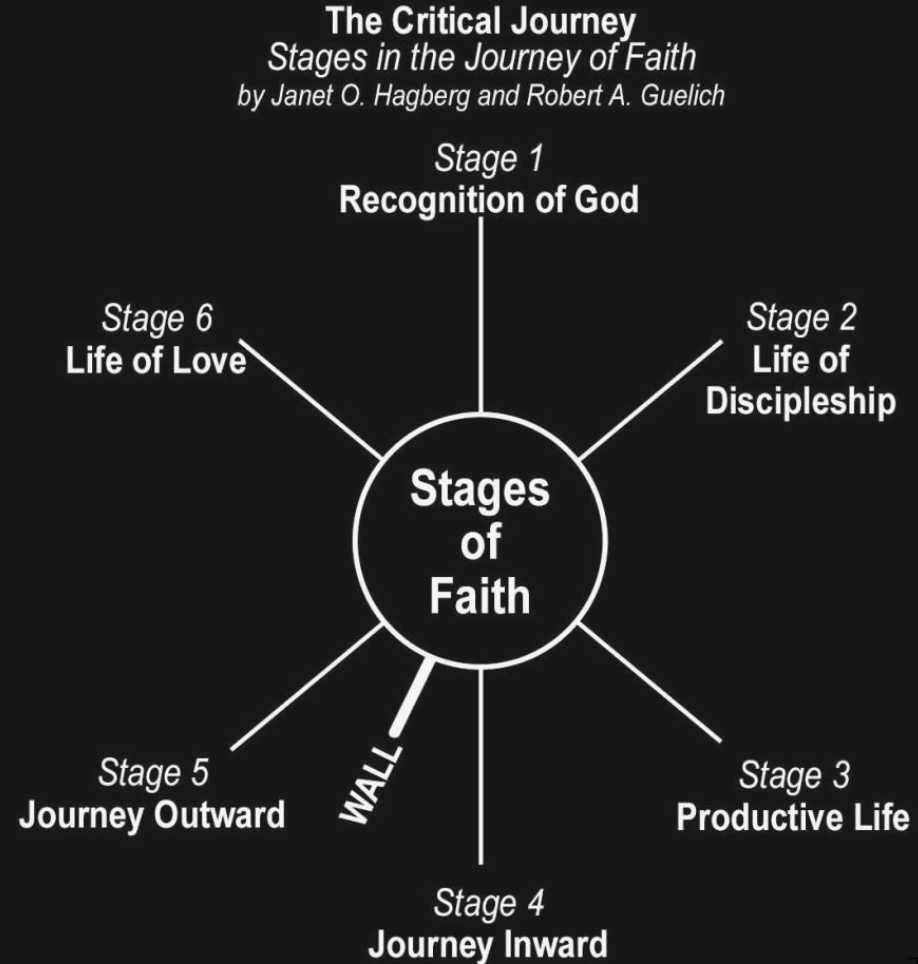 The Critical Journey
Stages in the Journey of Faith
by Janet O. Hagberg and Robert A. Guelich
Stage 1
Recognition of God
Stage 2
Life of
Discipleship
Stage 3
Productive Life
Stage 4
Journey Inward
WALL
Stage 5
Journey Outward
Stage 6
Life of Love
Stages
of
Faith